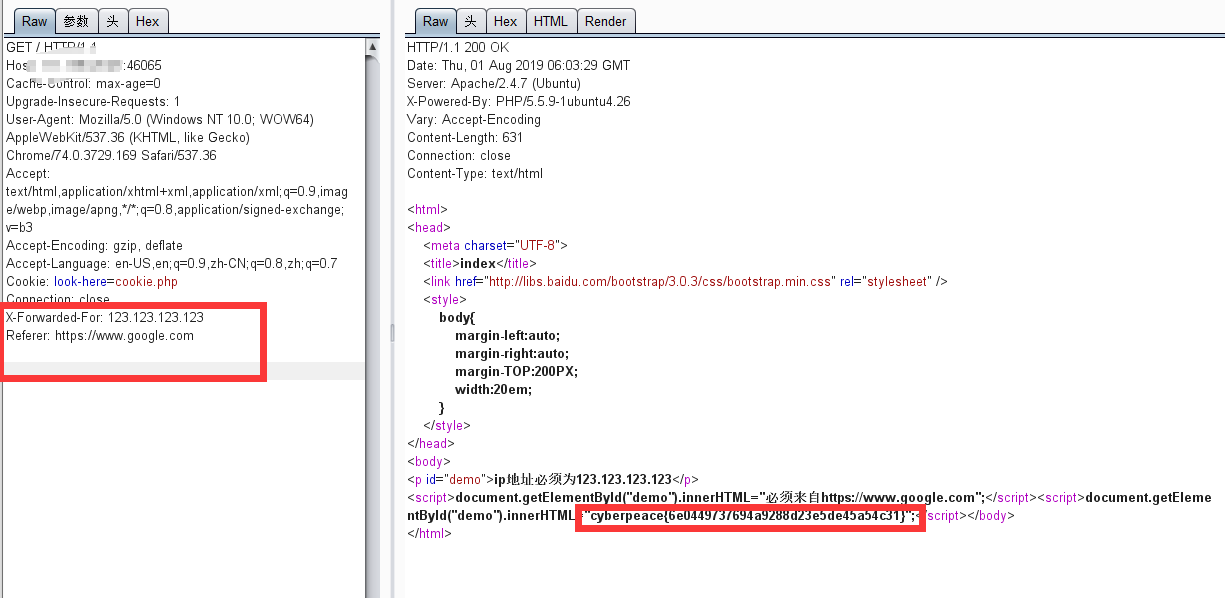 Raw 参数 头 Hex
GET / HTTP/1.1
Host :46065
Cache-Control: max-age=0
Upgrade-Insecure-Requests: 1
User-Agent: Mozilla/5.0 (Windows NT 10.0; WOW64)
AppleWebKit/537.36 (KHTML, like Gecko)
Chrome/74.0.3729.169 Safari/537.36
Accept:
text/html,application/xhtml+xml,application/xml;q=0.9,imag
e/webp,image/apng,*/*;q=0.8,application/signed-exchange;
v=b3
Accept-Encoding: gzip, deflate
Accept-Language: en-US,en;q=0.9,zh-CN;q=0.8,zh;q=0.7
Cookie: look-here=cookie.php
Connection: close
X-Forwarded-For: 123.123.123.123
Referer: https://www.google.com
Raw 头 Hex HTML Render
HTTP/1.1 200 OK
Date: Thu, 01 Aug 2019 06:03:29 GMT
Server: Apache/2.4.7 (Ubuntu)
X-Powered-By: PHP/5.5.9-1ubuntu4.26
Vary: Accept-Encoding
Content-Length: 631
Connection: close
Content-Type: text/html
<html>
<head>
<meta charset="UTF-8">
<title>index</title>
<link href="http://libs.baidu.com/bootstrap/3.0.3/css/bootstrap.min.css" rel="stylesheet" />
<style>
body{
margin-left:auto;
margin-right:auto;
margin-TOP:200PX;
width:20em;
}
</style>
</head>
<body>
<p id="demo">ip地址必须为123.123.123.123</p>
<script>document.getElementById("demo").innerHTML="必须来自https://www.google.com";</script><script>document.getEleme
ntById("demo").innerHTML="cyberpeace{6e0449737694a9288d23e5de45a54c31}";</script></body>
</html>